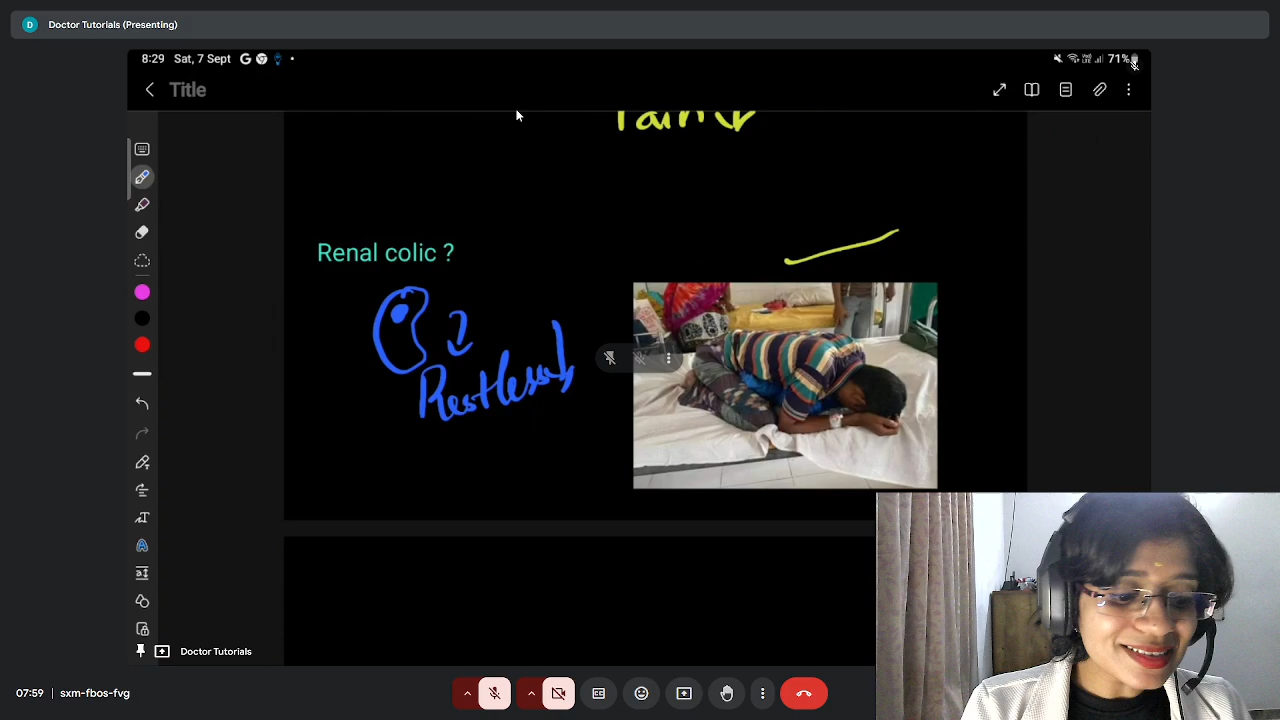 D Doctor Tutorials (Presenting)
8:29 Sat, 7 Sept G
71%
Title
Renal colic ?
Restless
Doctor Tutorials
07:59 | sxm-fbos-fvg